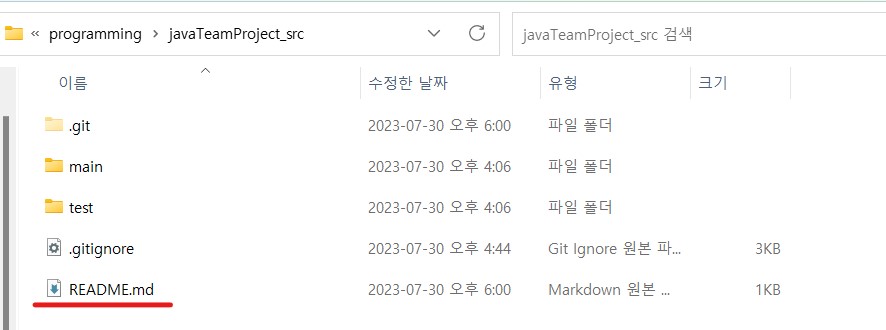 « programming > javaTeamProject_src
javaTeamProject_src 검색
이름 수정한 날짜 유형 크기
.git 2023-07-30 오후 6:00 파일 폴더
main 2023-07-30 오후 4:06 파일 폴더
test 2023-07-30 오후 4:06 파일 폴더
.gitignore 2023-07-30 오후 4:44 Git Ignore 원본 파... 3KB
README.md 2023-07-30 오후 6:00 Markdown 원본 ... 1KB